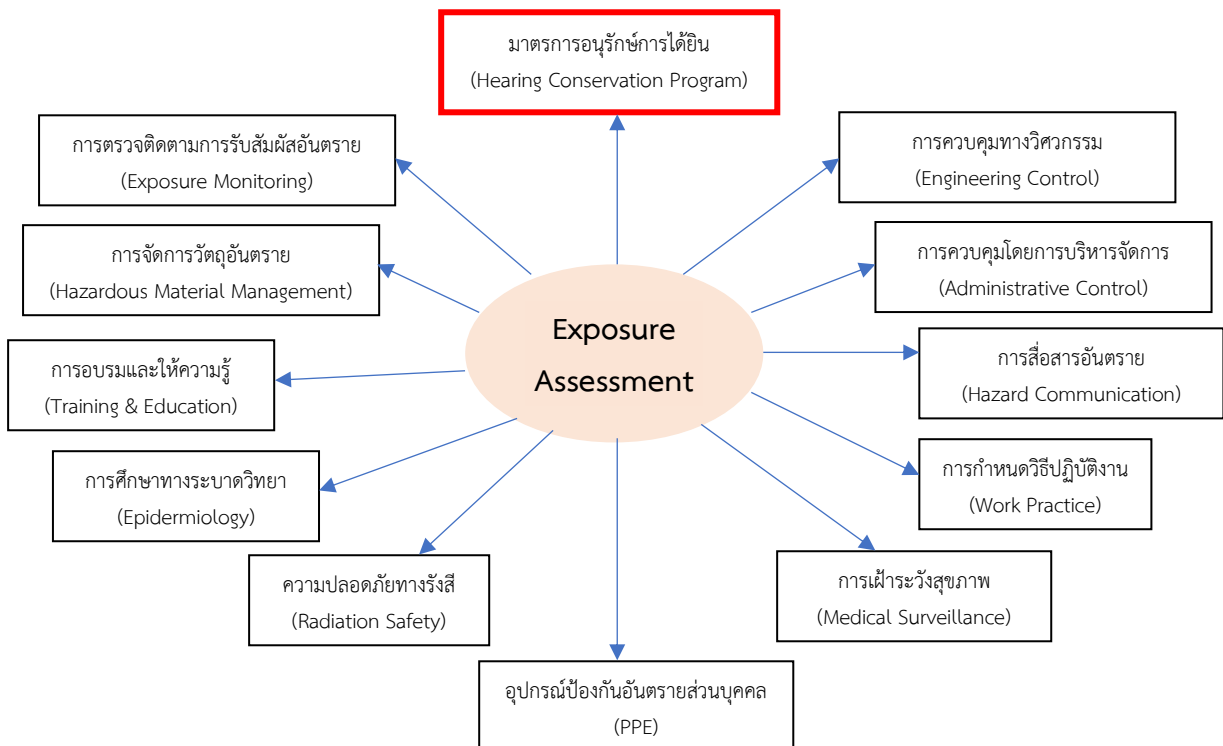 มาตรการอนุรักษ์การได้ยิน
(Hearing Conservation Program)
การตรวจติดตามการรับสัมผัสอันตราย
(Exposure Monitoring)
การควบคุมทางวิศวกรรม
(Engineering Control)
การจัดการวัตถุอันตราย
(Hazardous Material Management)
การควบคุมโดยการบริหารจัดการ
(Administrative Control)
Exposure
Assessment
การอบรมและให้ความรู้
(Training & Education)
การสื่อสารอันตราย
(Hazard Communication)
การศึกษาทางระบาดวิทยา
(Epidermiology)
การกำหนดวิธีปฏิบัติงาน
(Work Practice)
ความปลอดภัยทางรังสี
(Radiation Safety)
การเฝ้าระวังสุขภาพ
(Medical Surveillance)
อุปกรณ์ป้องกันอันตรายส่วนบุคคล
(PPE)